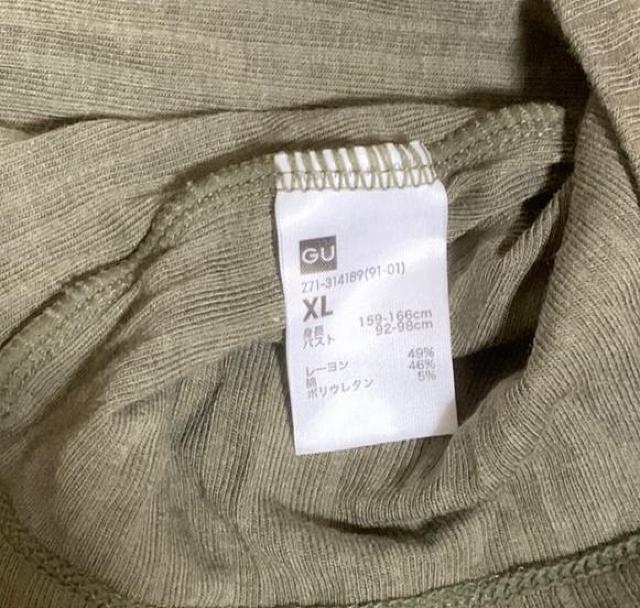 GU
271-314189(91-01)
XL
身長 159-166cm
バスト 92-98cm
レーヨン 49%
綿 46%
ポリウレタン 5%